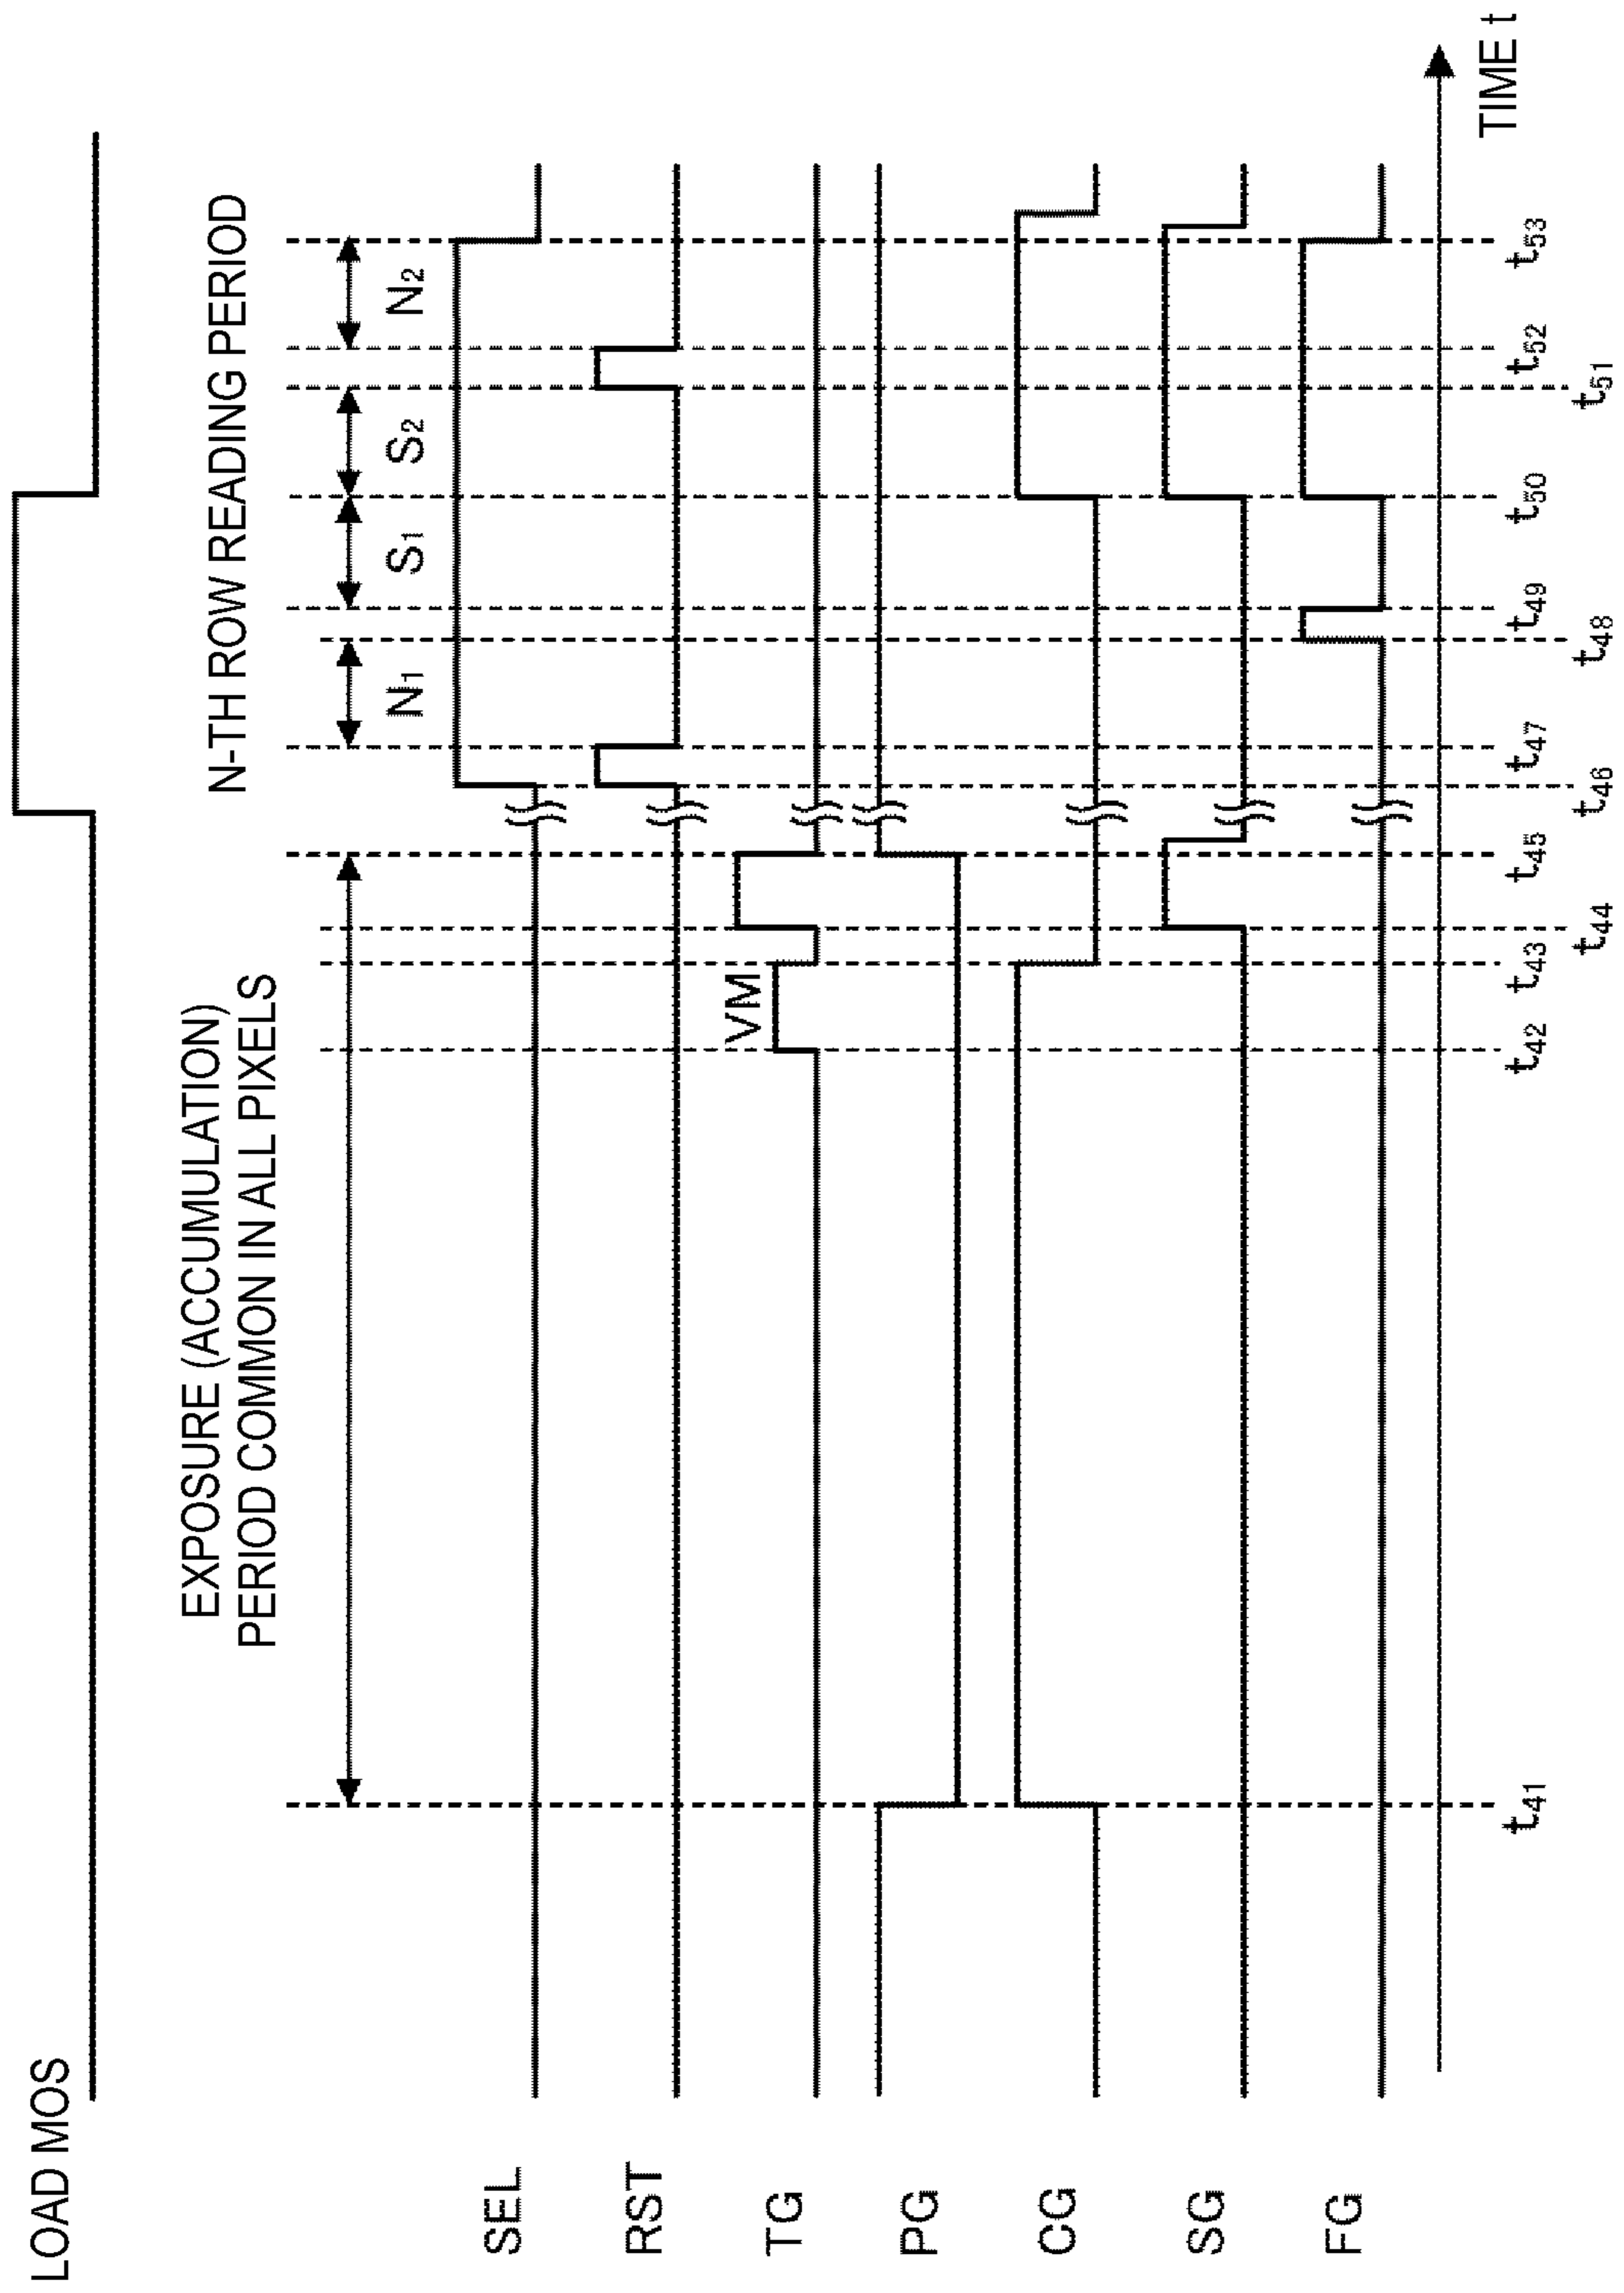 LOAD MOS
EXPOSURE (ACCUMULATION)
PERIOD COMMON IN ALL PIXELS
N-TH ROW READING PERIOD
N₁
S₁
S₂
N₂
SEL
RST
TG
VM
PG
CG
SG
FG
t₄₁
t₄₂
t₄₃
t₄₄
t₄₅
t₄₆
t₄₇
t₄₈
t₄₉
t₅₀
t₅₁
t₅₂
t₅₃
TIME t